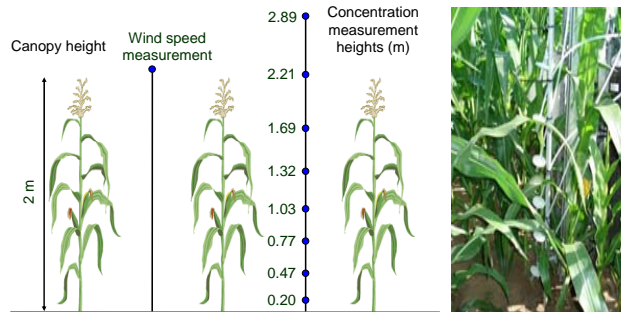 Canopy height
Wind speed
measurement
Concentration
measurement
heights (m)
2 m
2.89
2.21
1.69
1.32
1.03
0.77
0.47
0.20